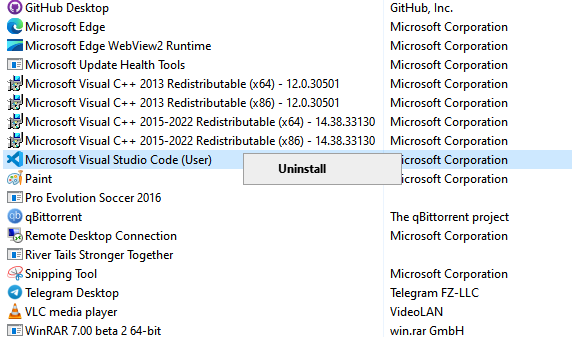 GitHub Desktop GitHub, Inc.
Microsoft Edge Microsoft Corporation
Microsoft Edge WebView2 Runtime Microsoft Corporation
Microsoft Update Health Tools Microsoft Corporation
Microsoft Visual C++ 2013 Redistributable (x64) - 12.0.30501 Microsoft Corporation
Microsoft Visual C++ 2013 Redistributable (x86) - 12.0.30501 Microsoft Corporation
Microsoft Visual C++ 2015-2022 Redistributable (x64) - 14.38.33130 Microsoft Corporation
Microsoft Visual C++ 2015-2022 Redistributable (x86) - 14.38.33130 Microsoft Corporation
Microsoft Visual Studio Code (User) Microsoft Corporation
Uninstall
Paint Microsoft Corporation
Pro Evolution Soccer 2016
qBittorrent The qBittorrent project
Remote Desktop Connection Microsoft Corporation
River Tails Stronger Together
Snipping Tool Microsoft Corporation
Telegram Desktop Telegram FZ-LLC
VLC media player VideoLAN
WinRAR 7.00 beta 2 64-bit win.rar GmbH